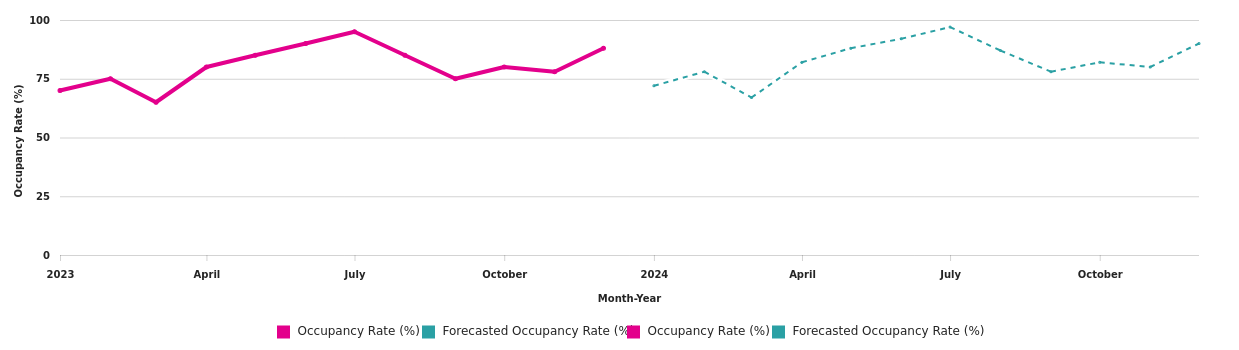 100
75
50
25
0
Occupancy Rate (%)
2023 April July October 2024 April July October
Month-Year
Occupancy Rate (%) Forecasted Occupancy Rate (% Occupancy Rate (%) Forecasted Occupancy Rate (%)